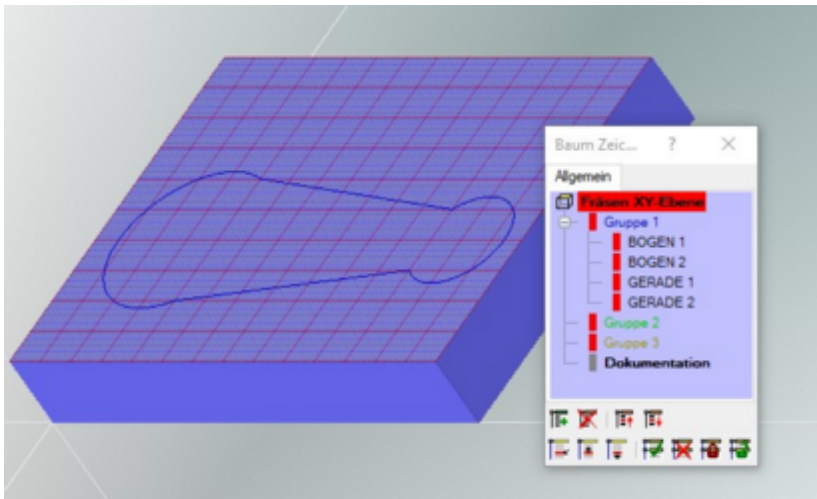 Baum Zeic... ?
Allgemein
Fräsen XY-Ebene
Gruppe 1
BOGEN 1
BOGEN 2
GERADE 1
GERADE 2
Gruppe 2
Gruppe 3
Dokumentation